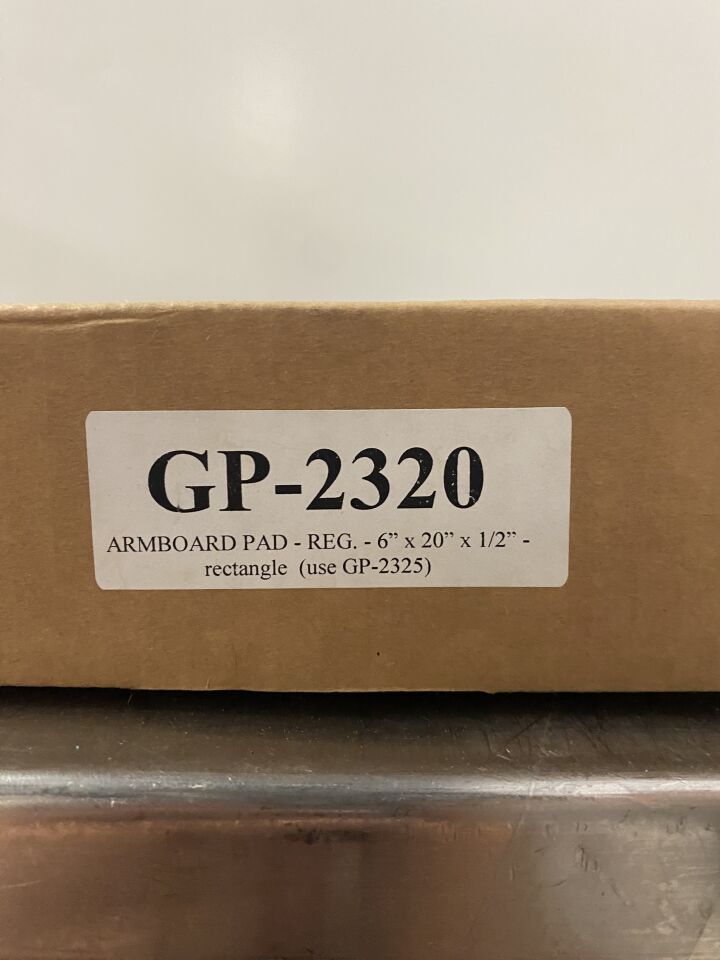 GP-2320
ARMBOARD PAD - REG. - 6” x 20” x 1/2” -
rectangle (use GP-2325)